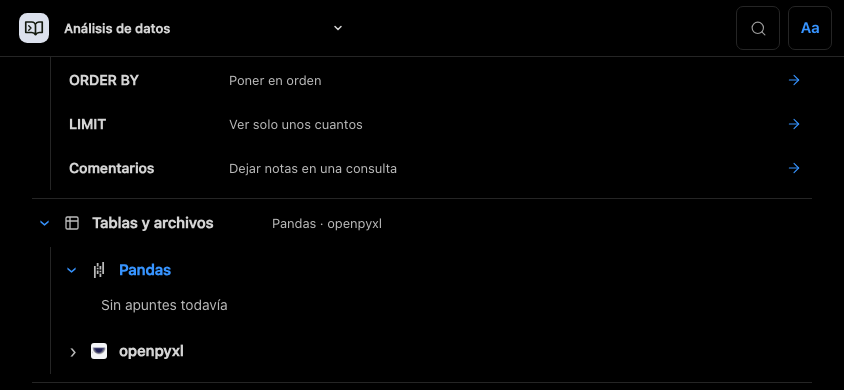 Análisis de datos
Aa
ORDER BY Poner en orden
LIMIT Ver solo unos cuantos
Comentarios Dejar notas en una consulta
Tablas y archivos Pandas · openpyxl
Pandas
Sin apuntes todavía
openpyxl